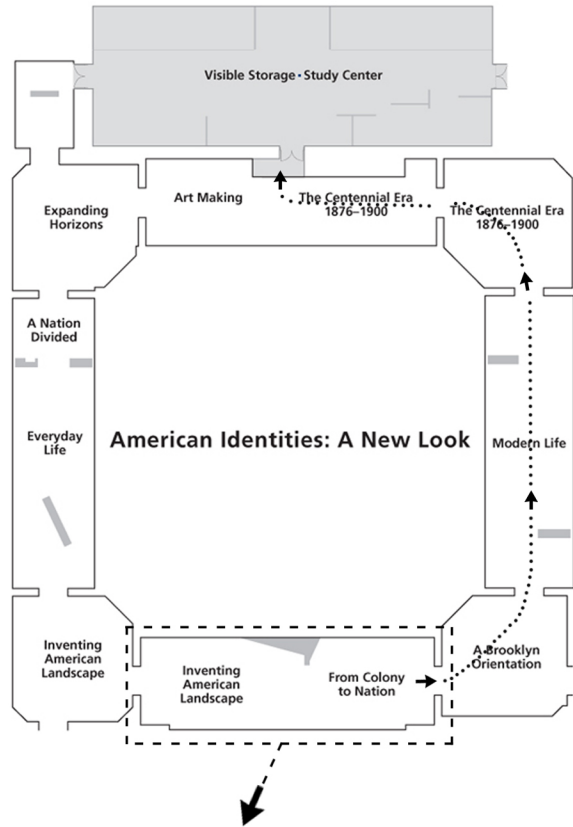 Visible Storage • Study Center
Expanding
Horizons
Art Making
The Centennial Era
1876–1900
The Centennial Era
1876–1900
A Nation
Divided
Everyday
Life
American Identities: A New Look
Modern Life
Inventing
American
Landscape
Inventing
American
Landscape
From Colony
to Nation
A Brooklyn
Orientation